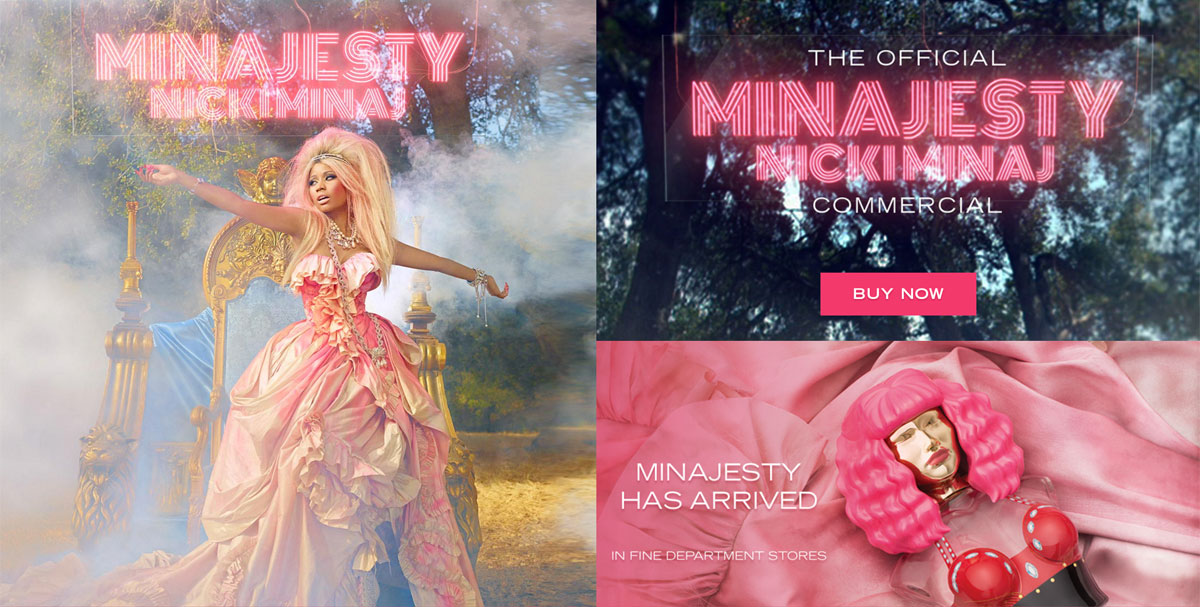 MINAJESTY
NICKI MINAJ
THE OFFICIAL
MINAJESTY
NICKI MINAJ
COMMERCIAL
BUY NOW
MINAJESTY
HAS ARRIVED
IN FINE DEPARTMENT STORES